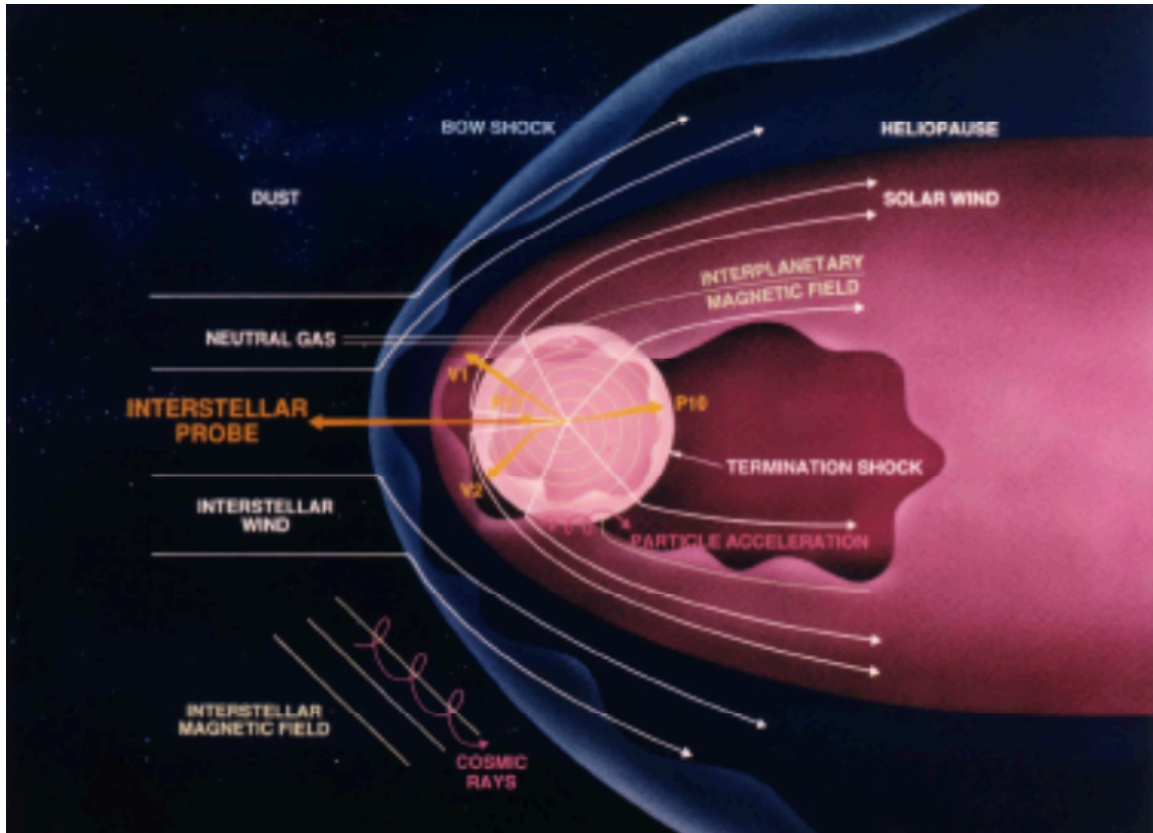 BOW SHOCK
HELIOPAUSE
DUST
SOLAR WIND
INTERPLANETARY
MAGNETIC FIELD
NEUTRAL GAS
V1
P11
P10
INTERSTELLAR
PROBE
TERMINATION SHOCK
V2
INTERSTELLAR
WIND
PARTICLE ACCELERATION
INTERSTELLAR
MAGNETIC FIELD
COSMIC
RAYS